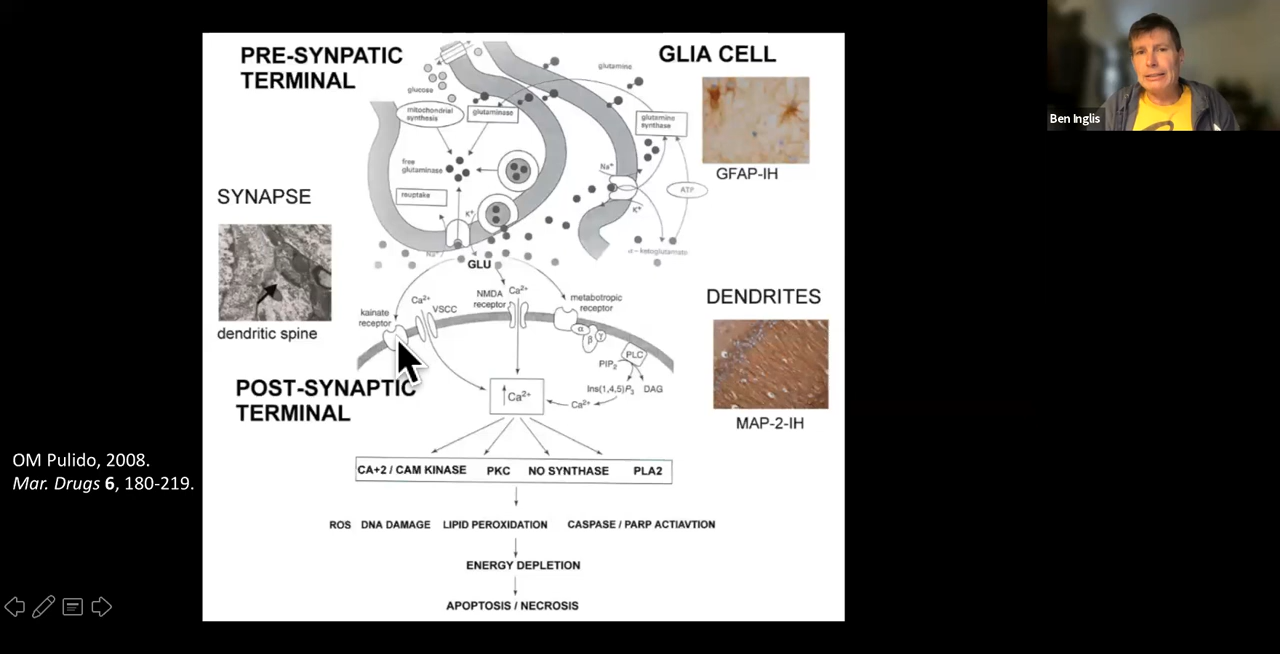 PRE-SYNPATIC
TERMINAL
GLIA CELL
glutamine
glucose
mitochondrial
synthesis
glutaminase
glutamine
synthase
GFAP-IH
free
glutaminase
reuptake
Na⁺
K⁺
ATP
K⁺
Na⁺
α - ketoglutamate
GLU
SYNAPSE
dendritic spine
kainate
receptor
Ca²⁺
VSCC
NMDA
receptor
Ca²⁺
metabotropic
receptor
α
β
γ
PLC
PIP₂
Ins(1,4,5)P₃
DAG
Ca²⁺
↑ Ca²⁺
DENDRITES
MAP-2-IH
POST-SYNAPTIC
TERMINAL
CA+2 / CAM KINASE PKC NO SYNTHASE PLA2
ROS DNA DAMAGE LIPID PEROXIDATION CASPASE / PARP ACTIAVTION
ENERGY DEPLETION
APOPTOSIS / NECROSIS
OM Pulido, 2008.
Mar. Drugs 6, 180-219.
Ben Inglis